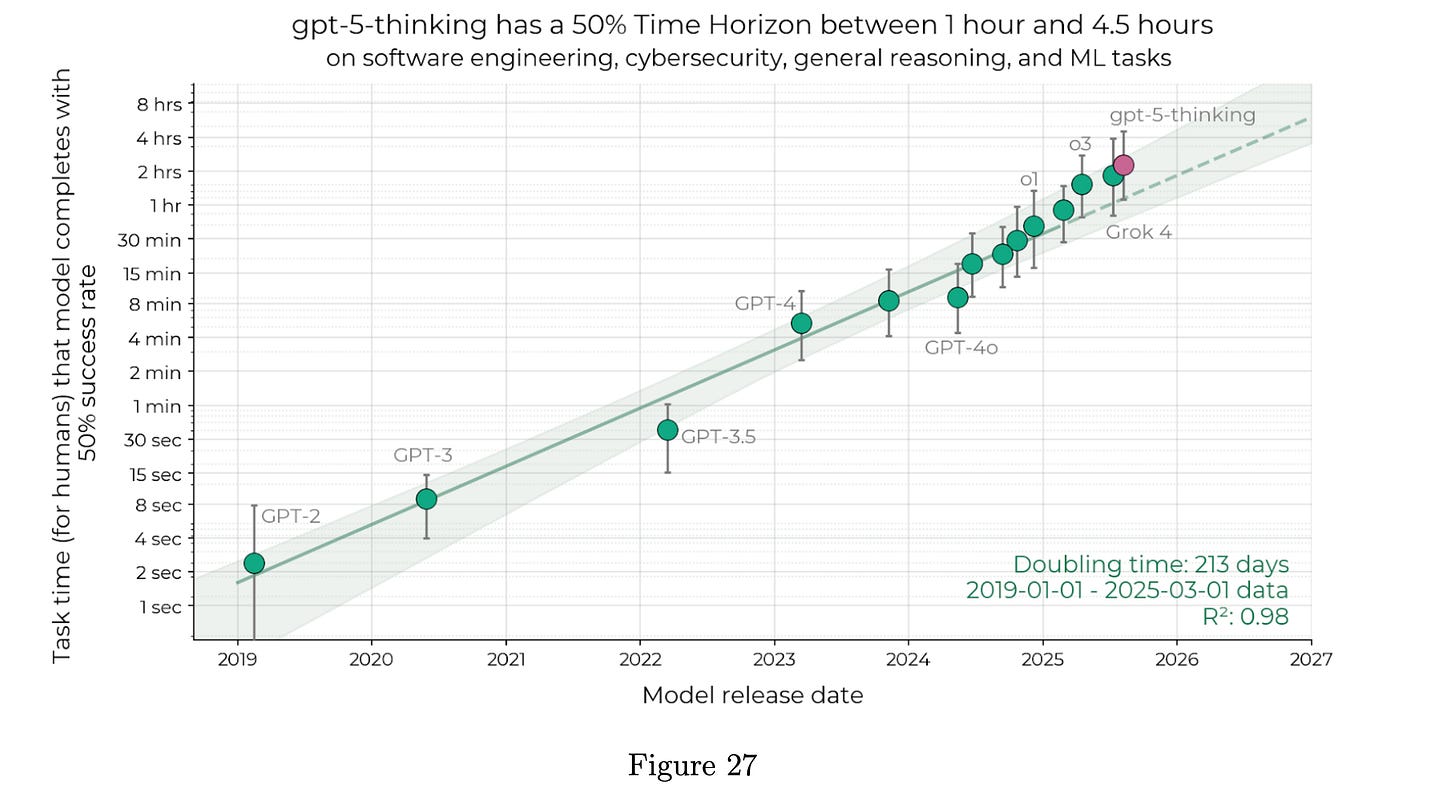 gpt-5-thinking has a 50% Time Horizon between 1 hour and 4.5 hours
on software engineering, cybersecurity, general reasoning, and ML tasks
Task time (for humans) that model completes with
50% success rate
8 hrs
4 hrs
2 hrs
1 hr
30 min
15 min
8 min
4 min
2 min
1 min
30 sec
15 sec
8 sec
4 sec
2 sec
1 sec
GPT-2
GPT-3
GPT-3.5
GPT-4
GPT-4o
o1
o3
Grok 4
gpt-5-thinking
Doubling time: 213 days
2019-01-01 - 2025-03-01 data
R²: 0.98
2019
2020
2021
2022
2023
2024
2025
2026
2027
Model release date
Figure 27